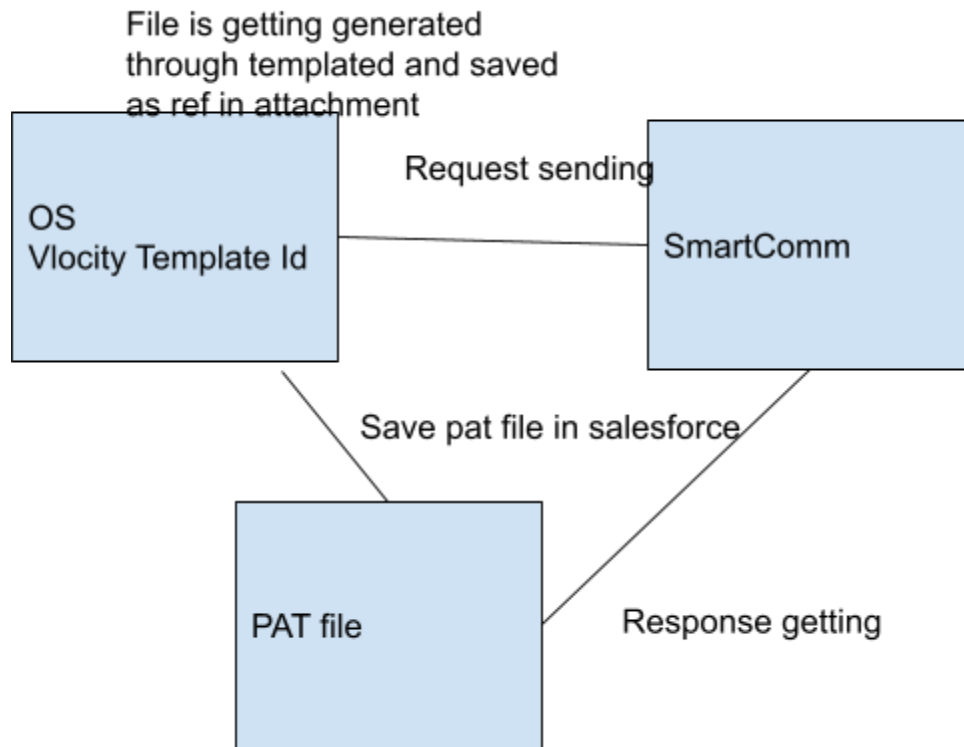 File is getting generated
through templated and saved
as ref in attachment
Request sending
OS
Vlocity Template Id
SmartComm
Save pat file in salesforce
PAT file
Response getting